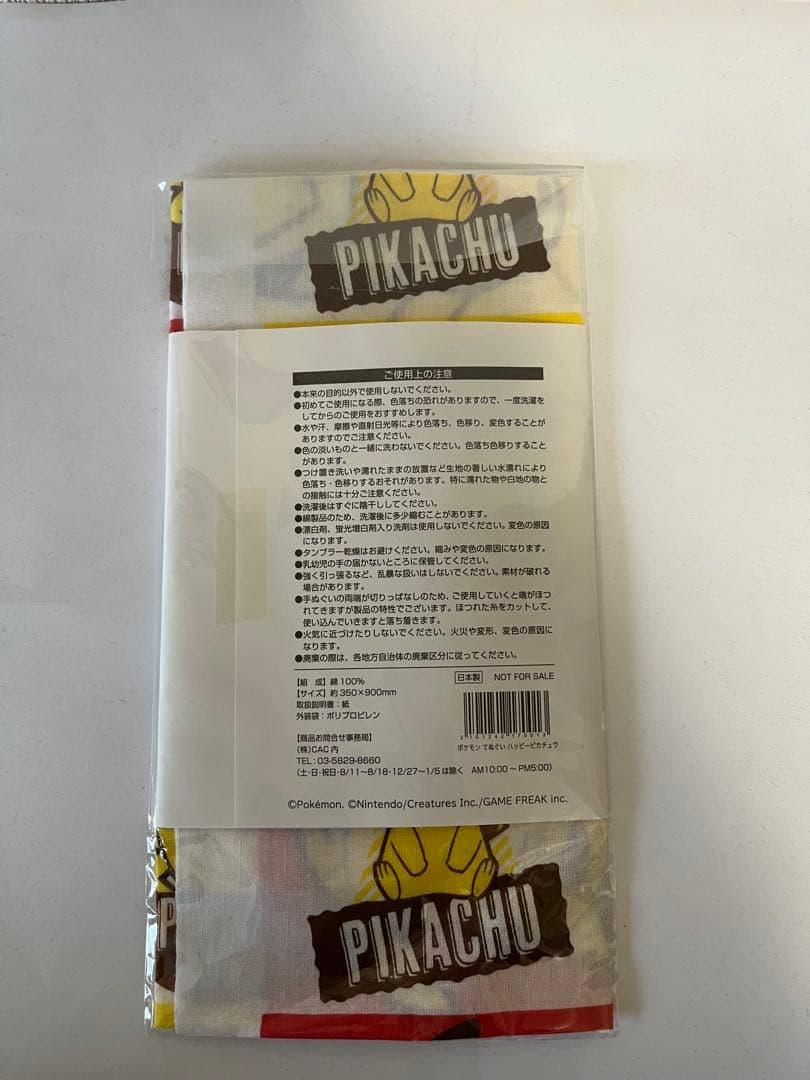 PIKACHU
ご使用上の注意
●本来の目的以外で使用しないでください。
●初めてご使用になる際、色落ちの恐れがありますので、一度洗濯を
してからのご使用をおすすめします。
●水や汗、摩擦や直射日光等により色落ち、色移り、変色することが
ありますのでご注意ください。
●色の淡いものと一緒に洗わないでください。色落ち色移りすること
があります。
●つけ置き洗いや濡れたままの放置など生地の著しい水濡れにより
色落ち・色移りするおそれがあります。特に濡れた物や白地の物と
の接触には十分ご注意ください。
●洗濯後はすぐに陰干ししてください。
●綿製品のため、洗濯後に多少縮むことがあります。
●漂白剤、蛍光増白剤入り洗剤は使用しないでください。変色の原因
になります。
●タンブラー乾燥はお避けください。縮みや変色の原因になります。
●乳幼児の手の届かないところに保管してください。
●強く引っ張るなど、乱暴な扱いはしないでください。素材が破れる
場合があります。
●手ぬぐいの両端が切りっぱなしのため、ご使用していくと端がほつ
れてきますが製品の特性でございます。ほつれた糸をカットして、
使い込んでいきますと落ち着きます。
●火気に近づけたりしないでください。火災や変形、変色の原因に
なります。
●廃棄の際は、各地方自治体の廃棄区分に従ってください。
【組 成】綿100%
【サイズ】約350×900mm
取扱説明書：紙
外装袋：ポリプロピレン
日本製 NOT FOR SALE
2101242170013
ポケモン てぬぐい ハッピーピカチュウ
【商品お問合せ事務局】
(株)CAC内
TEL：03-5829-8660
(土・日・祝日・8/11〜8/18・12/27〜1/5は除く AM10:00〜PM5:00)
©Pokémon. ©Nintendo/Creatures Inc./GAME FREAK inc.
PIKACHU